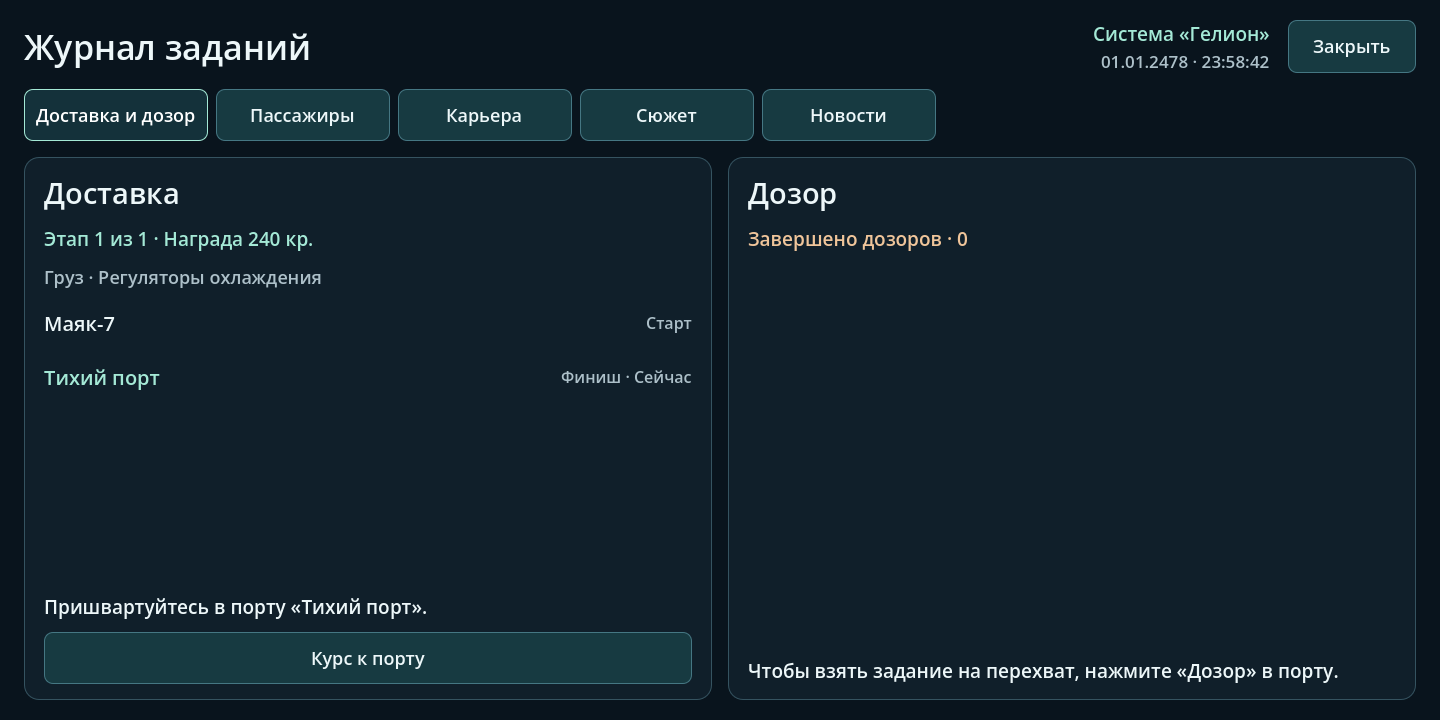 Журнал заданий
Система «Гелион»
01.01.2478 · 23:58:42
Закрыть
Доставка и дозор
Пассажиры
Карьера
Сюжет
Новости
Доставка
Этап 1 из 1 · Награда 240 кр.
Груз · Регуляторы охлаждения
Маяк-7
Старт
Тихий порт
Финиш · Сейчас
Пришвартуйтесь в порту «Тихий порт».
Курс к порту
Дозор
Завершено дозоров · 0
Чтобы взять задание на перехват, нажмите «Дозор» в порту.